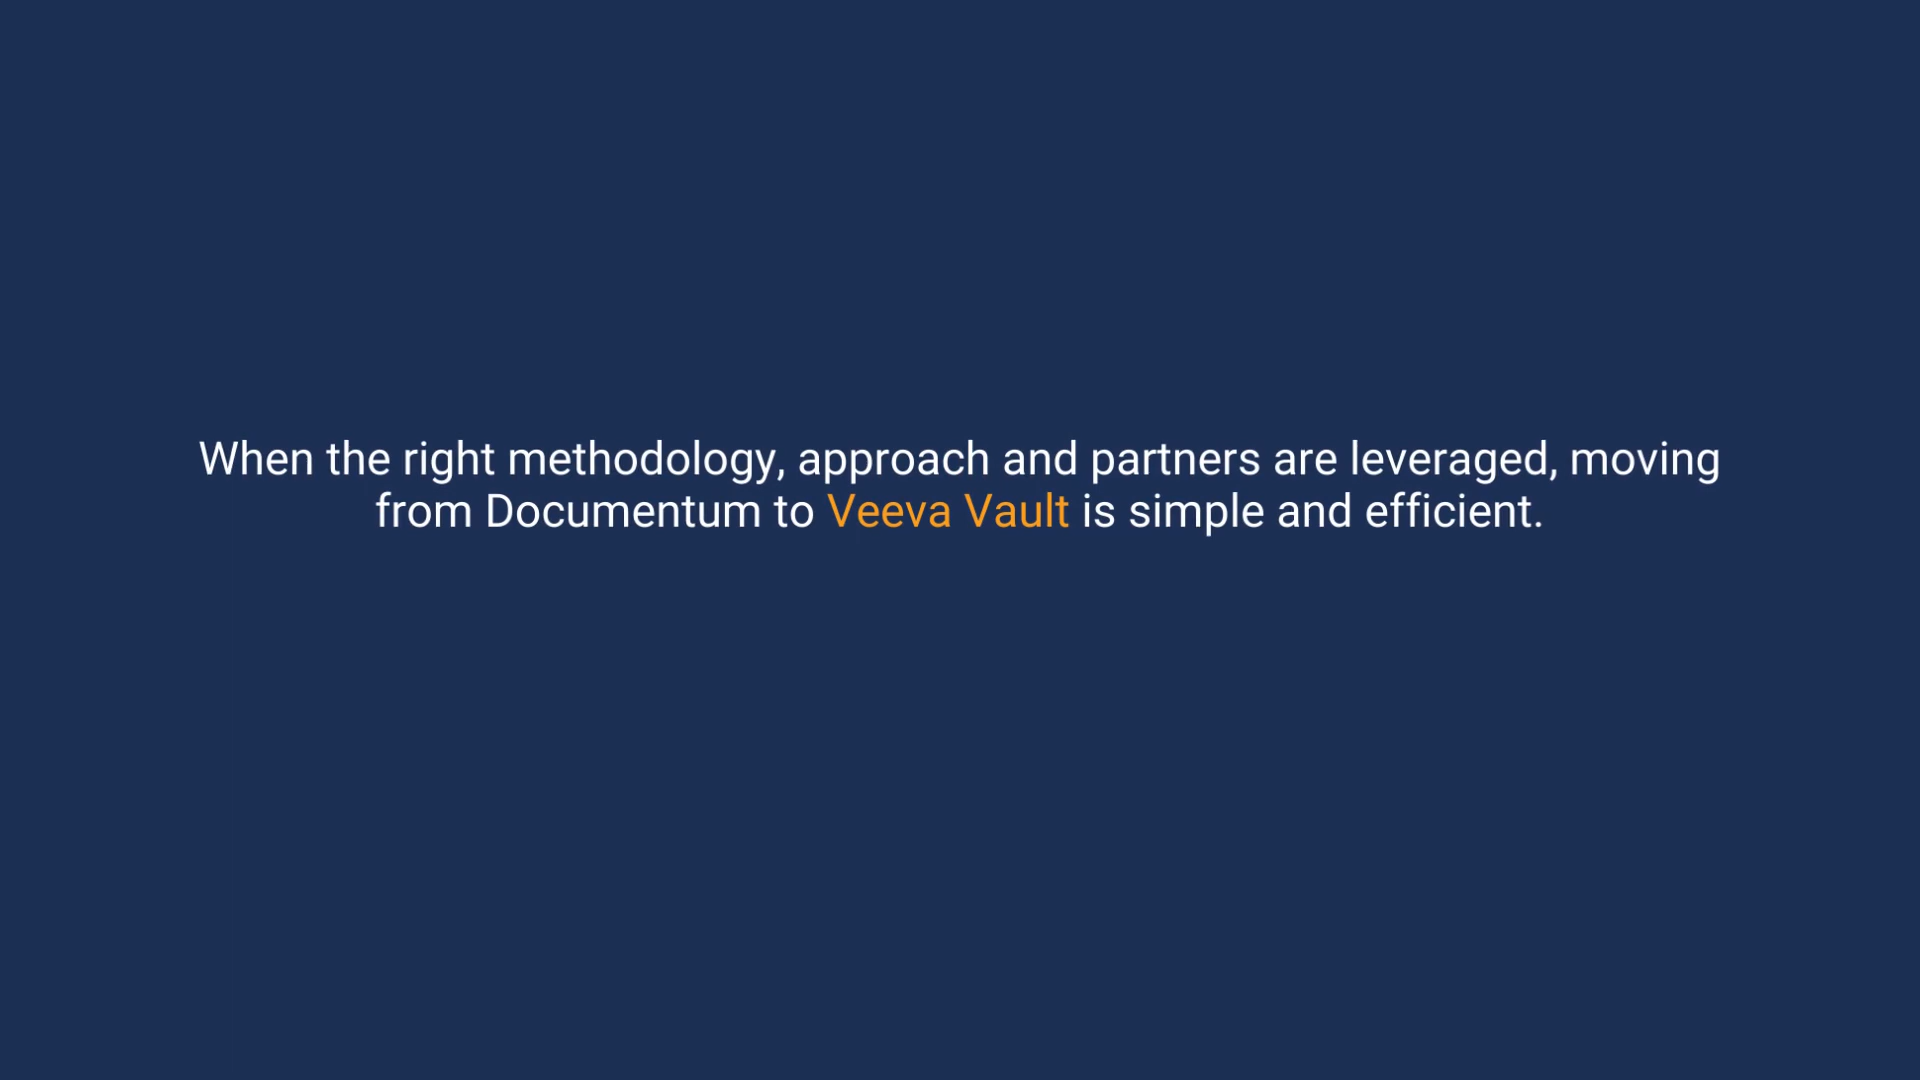 When the right methodology, approach and partners are leveraged, moving
from Documentum to Veeva Vault is simple and efficient.